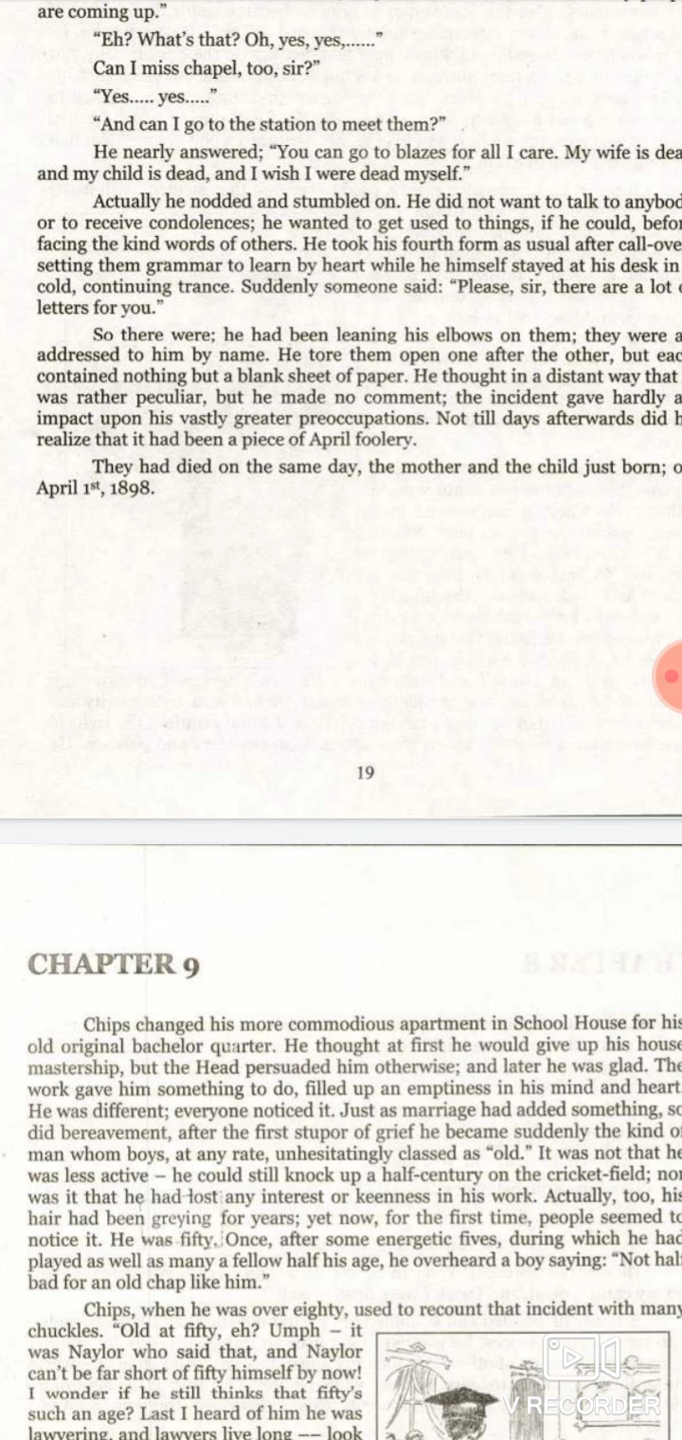 are coming up.”
“Eh? What’s that? Oh, yes, yes,......”
Can I miss chapel, too, sir?”
“Yes..... yes.....”
“And can I go to the station to meet them?”
He nearly answered; “You can go to blazes for all I care. My wife is dea
and my child is dead, and I wish I were dead myself.”
Actually he nodded and stumbled on. He did not want to talk to anybod
or to receive condolences; he wanted to get used to things, if he could, befor
facing the kind words of others. He took his fourth form as usual after call-ove
setting them grammar to learn by heart while he himself stayed at his desk in
cold, continuing trance. Suddenly someone said: “Please, sir, there are a lot
letters for you.”
So there were; he had been leaning his elbows on them; they were a
addressed to him by name. He tore them open one after the other, but eac
contained nothing but a blank sheet of paper. He thought in a distant way that
was rather peculiar, but he made no comment; the incident gave hardly a
impact upon his vastly greater preoccupations. Not till days afterwards did h
realize that it had been a piece of April foolery.
They had died on the same day, the mother and the child just born; o
April 1st, 1898.
19
CHAPTER 9
Chips changed his more commodious apartment in School House for his
old original bachelor quarter. He thought at first he would give up his house
mastership, but the Head persuaded him otherwise; and later he was glad. The
work gave him something to do, filled up an emptiness in his mind and heart
He was different; everyone noticed it. Just as marriage had added something, so
did bereavement, after the first stupor of grief he became suddenly the kind of
man whom boys, at any rate, unhesitatingly classed as “old.” It was not that he
was less active – he could still knock up a half-century on the cricket-field; nor
was it that he had lost any interest or keenness in his work. Actually, too, his
hair had been greying for years; yet now, for the first time, people seemed to
notice it. He was fifty. Once, after some energetic fives, during which he had
played as well as many a fellow half his age, he overheard a boy saying: “Not half
bad for an old chap like him.”
Chips, when he was over eighty, used to recount that incident with many
chuckles. “Old at fifty, eh? Umph – it
was Naylor who said that, and Naylor
can’t be far short of fifty himself by now!
I wonder if he still thinks that fifty’s
such an age? Last I heard of him he was
lawyering, and lawyers live long –– look
V RECORDER